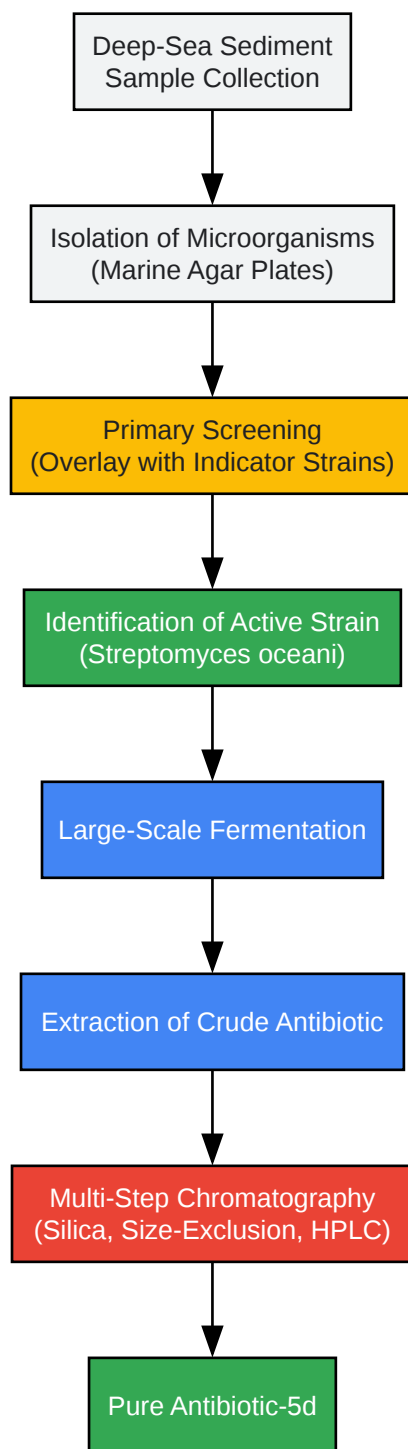 Deep-Sea Sediment
Sample Collection
Isolation of Microorganisms
(Marine Agar Plates)
Primary Screening
(Overlay with Indicator Strains)
Identification of Active Strain
(Streptomyces oceani)
Large-Scale Fermentation
Extraction of Crude Antibiotic
Multi-Step Chromatography
(Silica, Size-Exclusion, HPLC)
Pure Antibiotic-5d